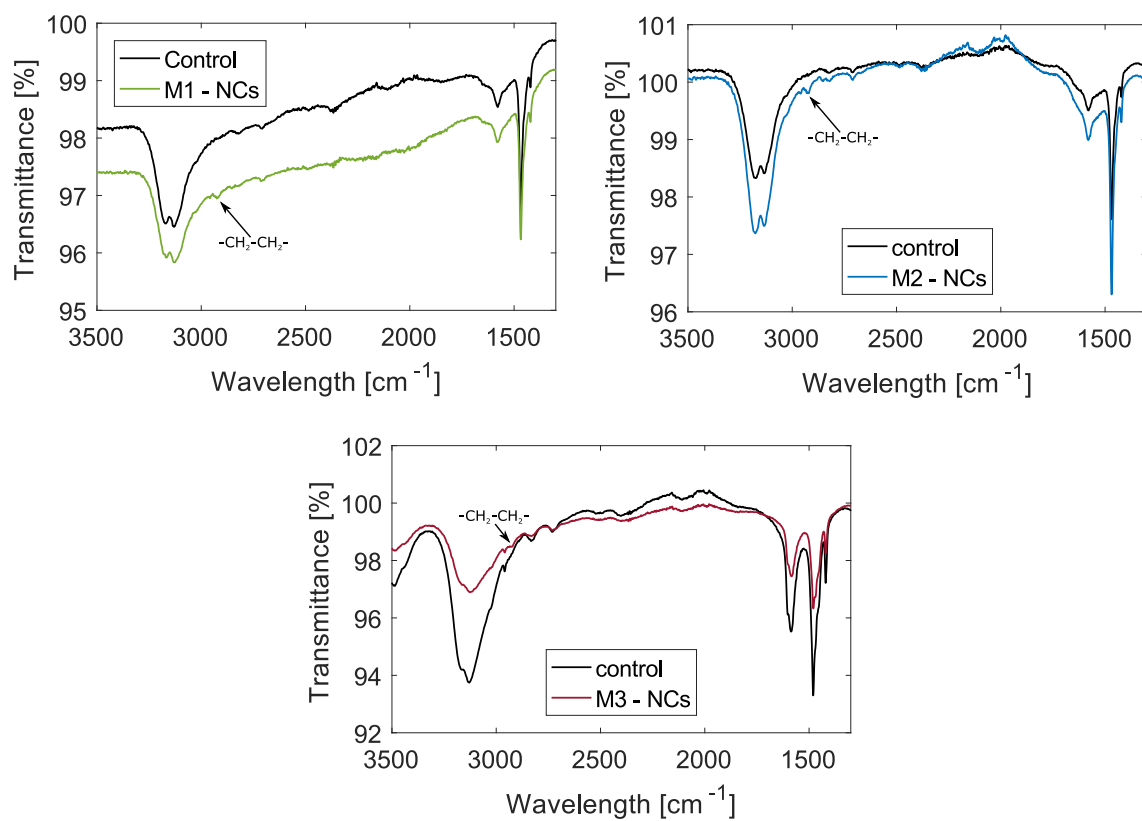 100
99
98
97
96
95
Transmittance [%]
Control
M1 - NCs
-CH₂-CH₂-
3500 3000 2500 2000 1500
Wavelength [cm⁻¹]
101
100
99
98
97
96
Transmittance [%]
-CH₂-CH₂-
control
M2 - NCs
3500 3000 2500 2000 1500
Wavelength [cm⁻¹]
102
100
98
96
94
92
Transmittance [%]
-CH₂-CH₂-
control
M3 - NCs
3500 3000 2500 2000 1500
Wavelength [cm⁻¹]